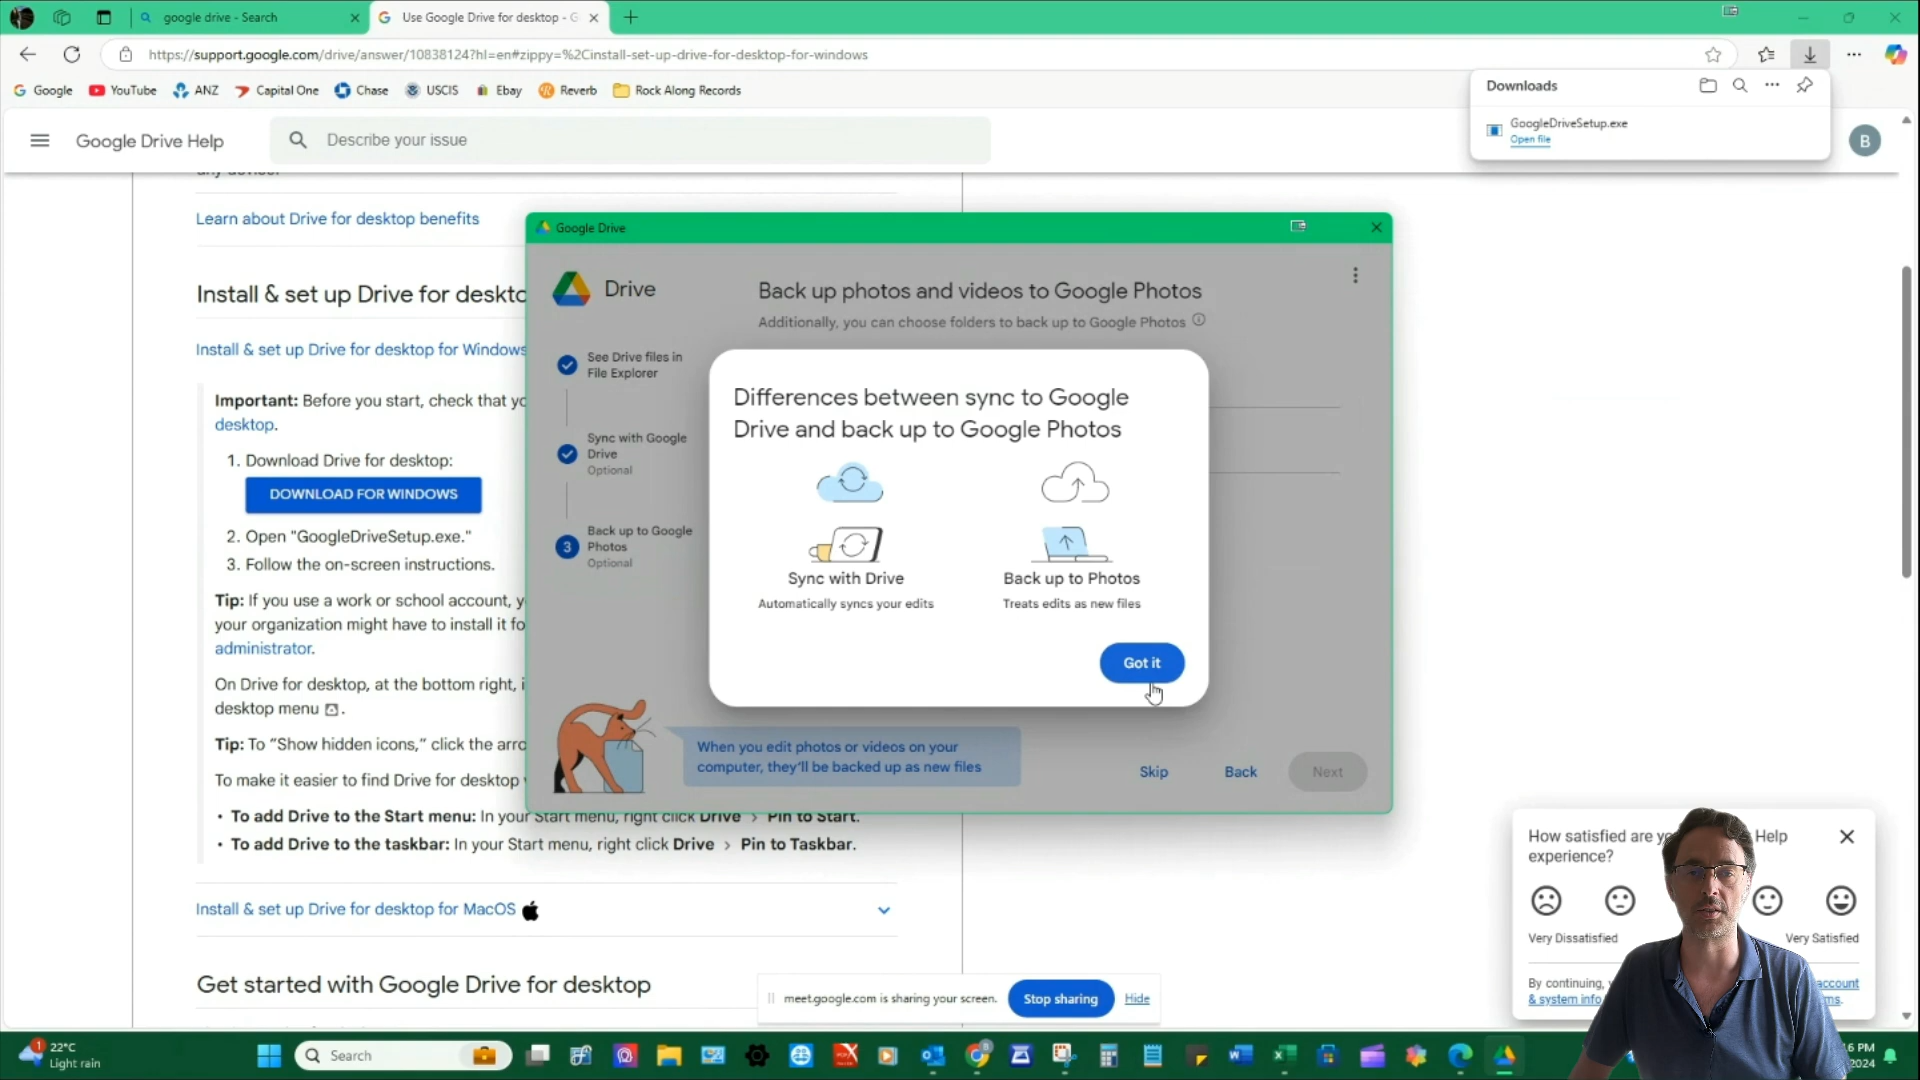 google drive - Search
Use Google Drive for desktop - G
https://support.google.com/drive/answer/10838124?hl=en#zippy=%2Cinstall-set-up-drive-for-desktop-for-windows
Google
YouTube
ANZ
Capital One
Chase
USCIS
Ebay
Reverb
Rock Along Records
Downloads
GoogleDriveSetup.exe
Open file
Google Drive Help
Describe your issue
B
any device.
Learn about Drive for desktop benefits
Install & set up Drive for deskto
Install & set up Drive for desktop for Windows
Important: Before you start, check that yo
desktop.
1. Download Drive for desktop:
DOWNLOAD FOR WINDOWS
2. Open "GoogleDriveSetup.exe."
3. Follow the on-screen instructions.
Tip: If you use a work or school account, y
your organization might have to install it fo
administrator.
On Drive for desktop, at the bottom right, i
desktop menu .
Tip: To “Show hidden icons,” click the arro
To make it easier to find Drive for desktop
• To add Drive to the Start menu: In your Start menu, right click Drive › Pin to Start.
• To add Drive to the taskbar: In your Start menu, right click Drive › Pin to Taskbar.
Install & set up Drive for desktop for MacOS
Get started with Google Drive for desktop
Google Drive
Drive
Back up photos and videos to Google Photos
Additionally, you can choose folders to back up to Google Photos
See Drive files in
File Explorer
Sync with Google
Drive
Optional
3
Back up to Google
Photos
Optional
Differences between sync to Google
Drive and back up to Google Photos
Sync with Drive
Automatically syncs your edits
Back up to Photos
Treats edits as new files
Got it
When you edit photos or videos on your
computer, they’ll be backed up as new files
Skip
Back
Next
How satisfied are Help
experience?
Very Dissatisfied
Very Satisfied
By continuing, account
& system info
meet.google.com is sharing your screen.
Stop sharing
Hide
1
22°C
Light rain
Search
6 PM
2024